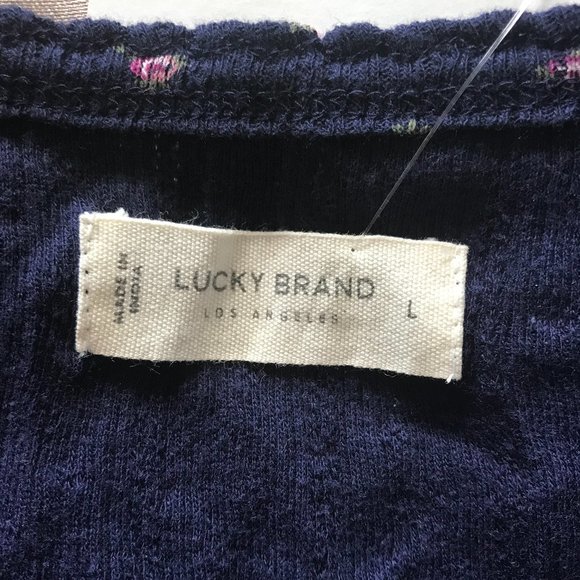 MADE IN
INDIA
LUCKY BRAND
LOS ANGELES
L